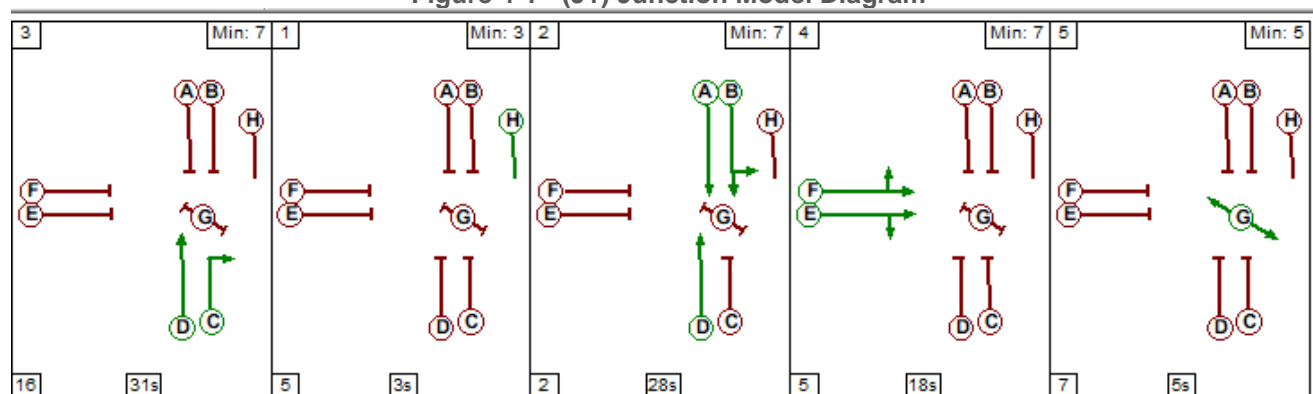 Figure 4-1 - (J1) Junction Model Diagram
3 Min: 7 1 Min: 3 2 Min: 7 4 Min: 7 5 Min: 5
A B A B A B A B A B
H H H H H
F F F F F
E G E G E G E G E G
D C D C D C D C D C
16 31s 5 3s 2 28s 5 18s 7 5s